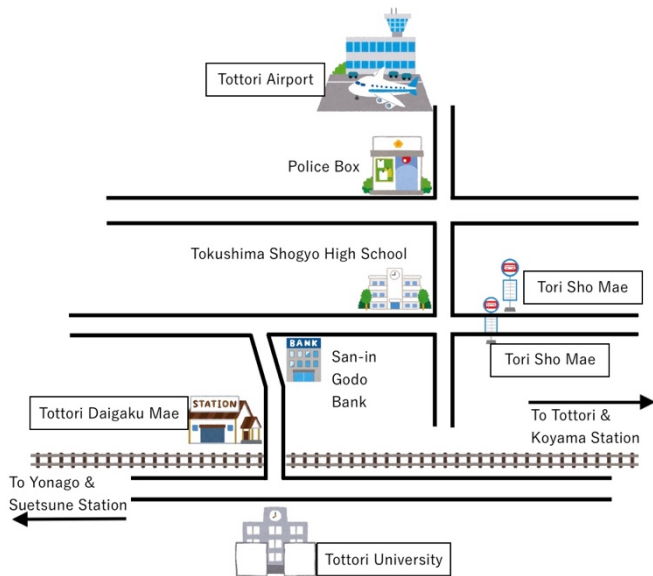 Tottori Airport
Police Box
Tokushima Shogyo High School
Tori Sho Mae
BANK
San-in
Godo
Bank
Tori Sho Mae
STATION
Tottori Daigaku Mae
To Tottori &
Koyama Station
To Yonago &
Suetsune Station
Tottori University